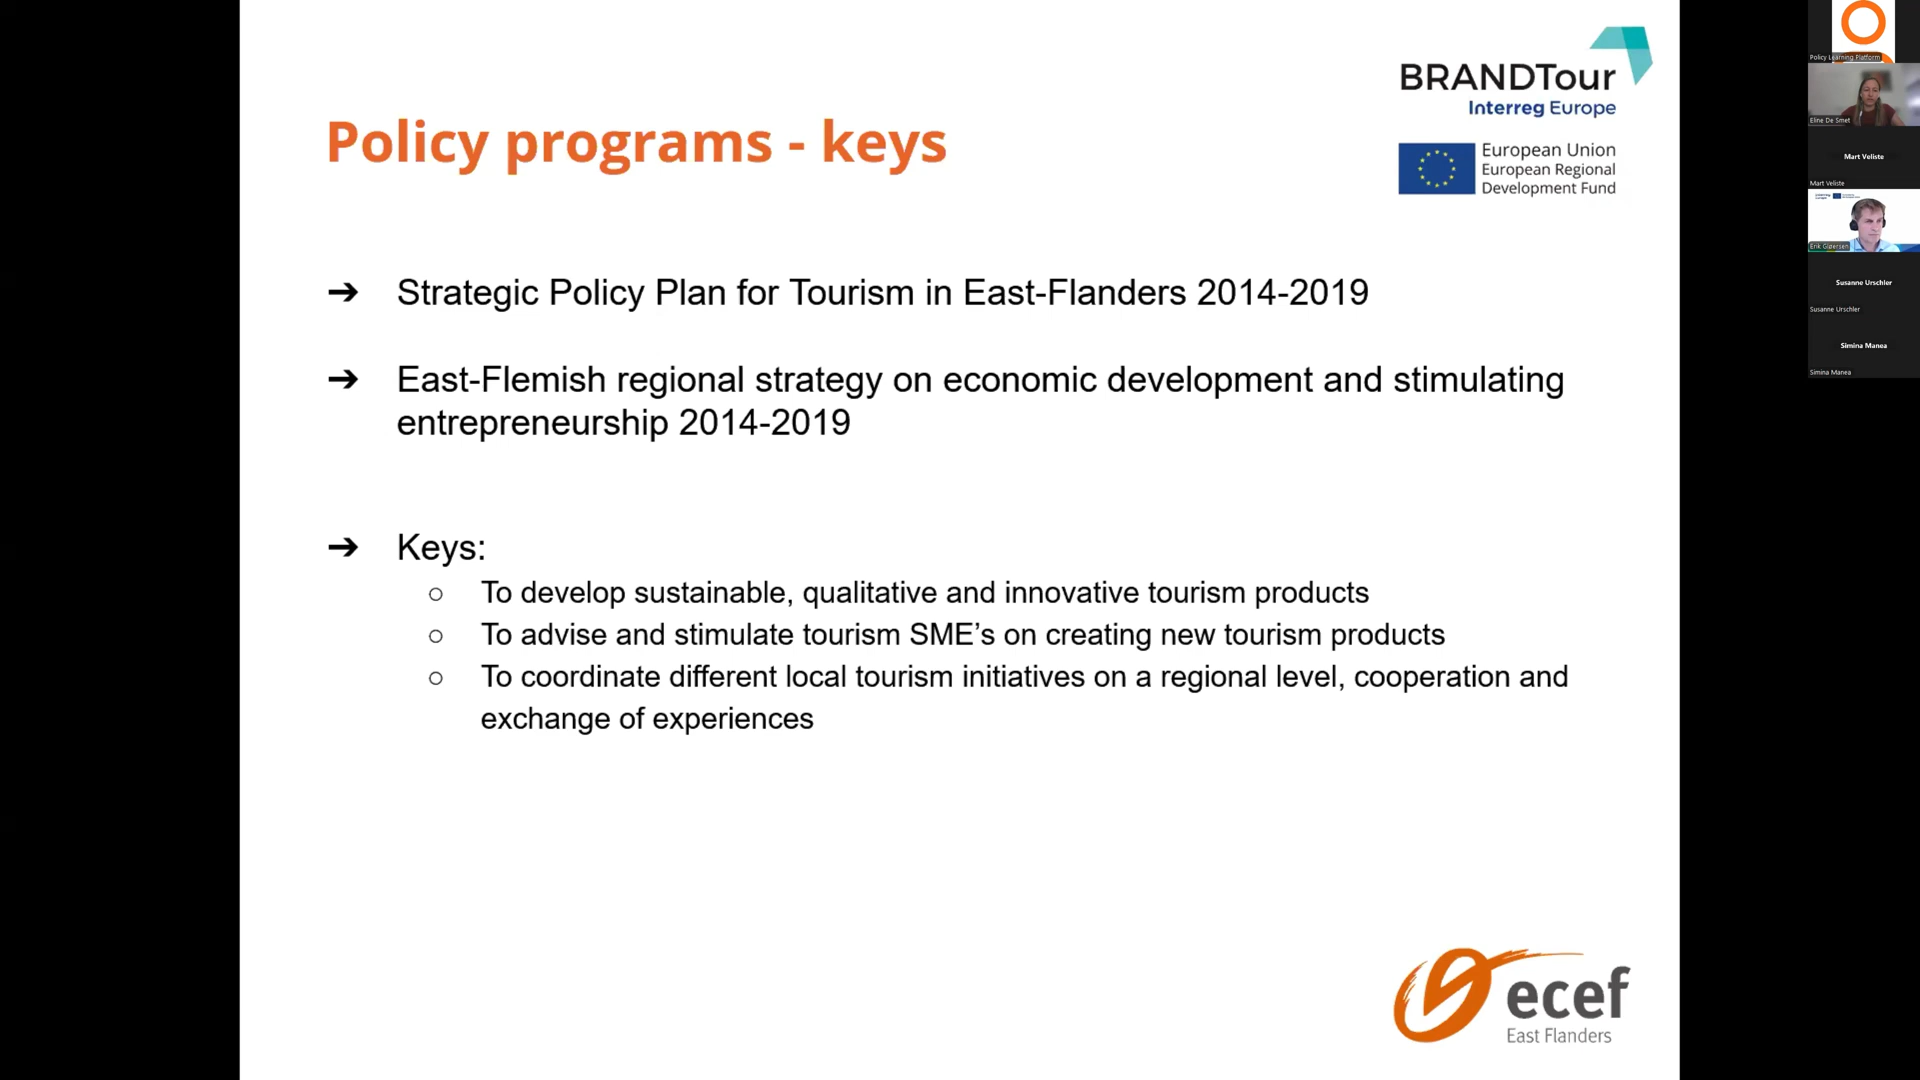 BRANDTour
Interreg Europe
European Union
European Regional
Development Fund
Policy programs - keys
➔ Strategic Policy Plan for Tourism in East-Flanders 2014-2019
➔ East-Flemish regional strategy on economic development and stimulating
entrepreneurship 2014-2019
➔ Keys:
○ To develop sustainable, qualitative and innovative tourism products
○ To advise and stimulate tourism SME’s on creating new tourism products
○ To coordinate different local tourism initiatives on a regional level, cooperation and
exchange of experiences
ecef
East Flanders
Policy Learning Platform
Eline De Smet
Mart Veliste
Mart Veliste
Erik Gløersen
Susanne Urschler
Susanne Urschler
Simina Manea
Simina Manea